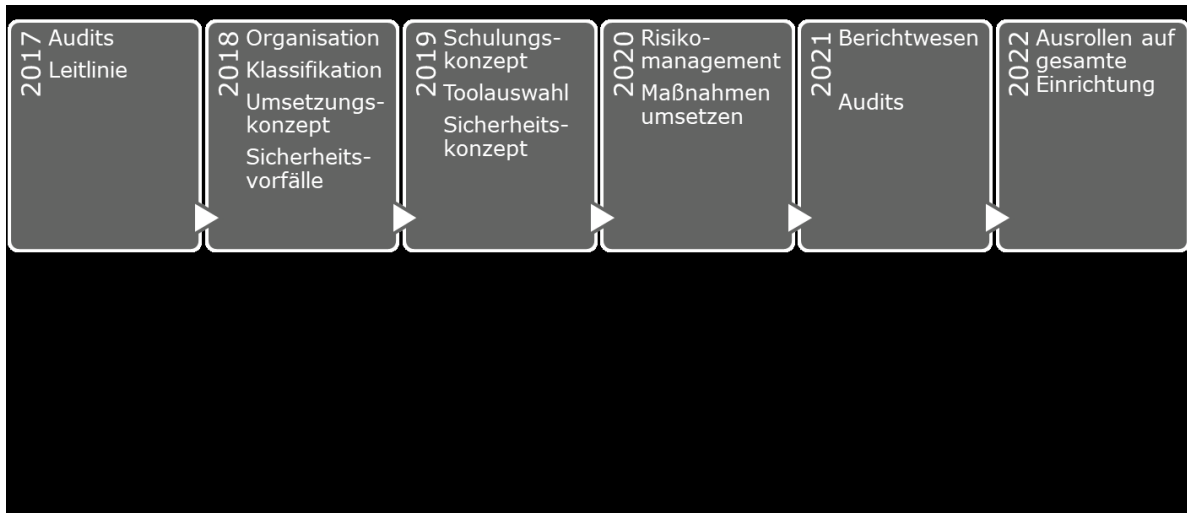 2017
Audits
Leitlinie
2018
Organisation
Klassifikation
Umsetzungs-
konzept
Sicherheits-
vorfälle
2019
Schulungs-
konzept
Toolauswahl
Sicherheits-
konzept
2020
Risiko-
management
Maßnahmen
umsetzen
2021
Berichtwesen
Audits
2022
Ausrollen auf
gesamte
Einrichtung